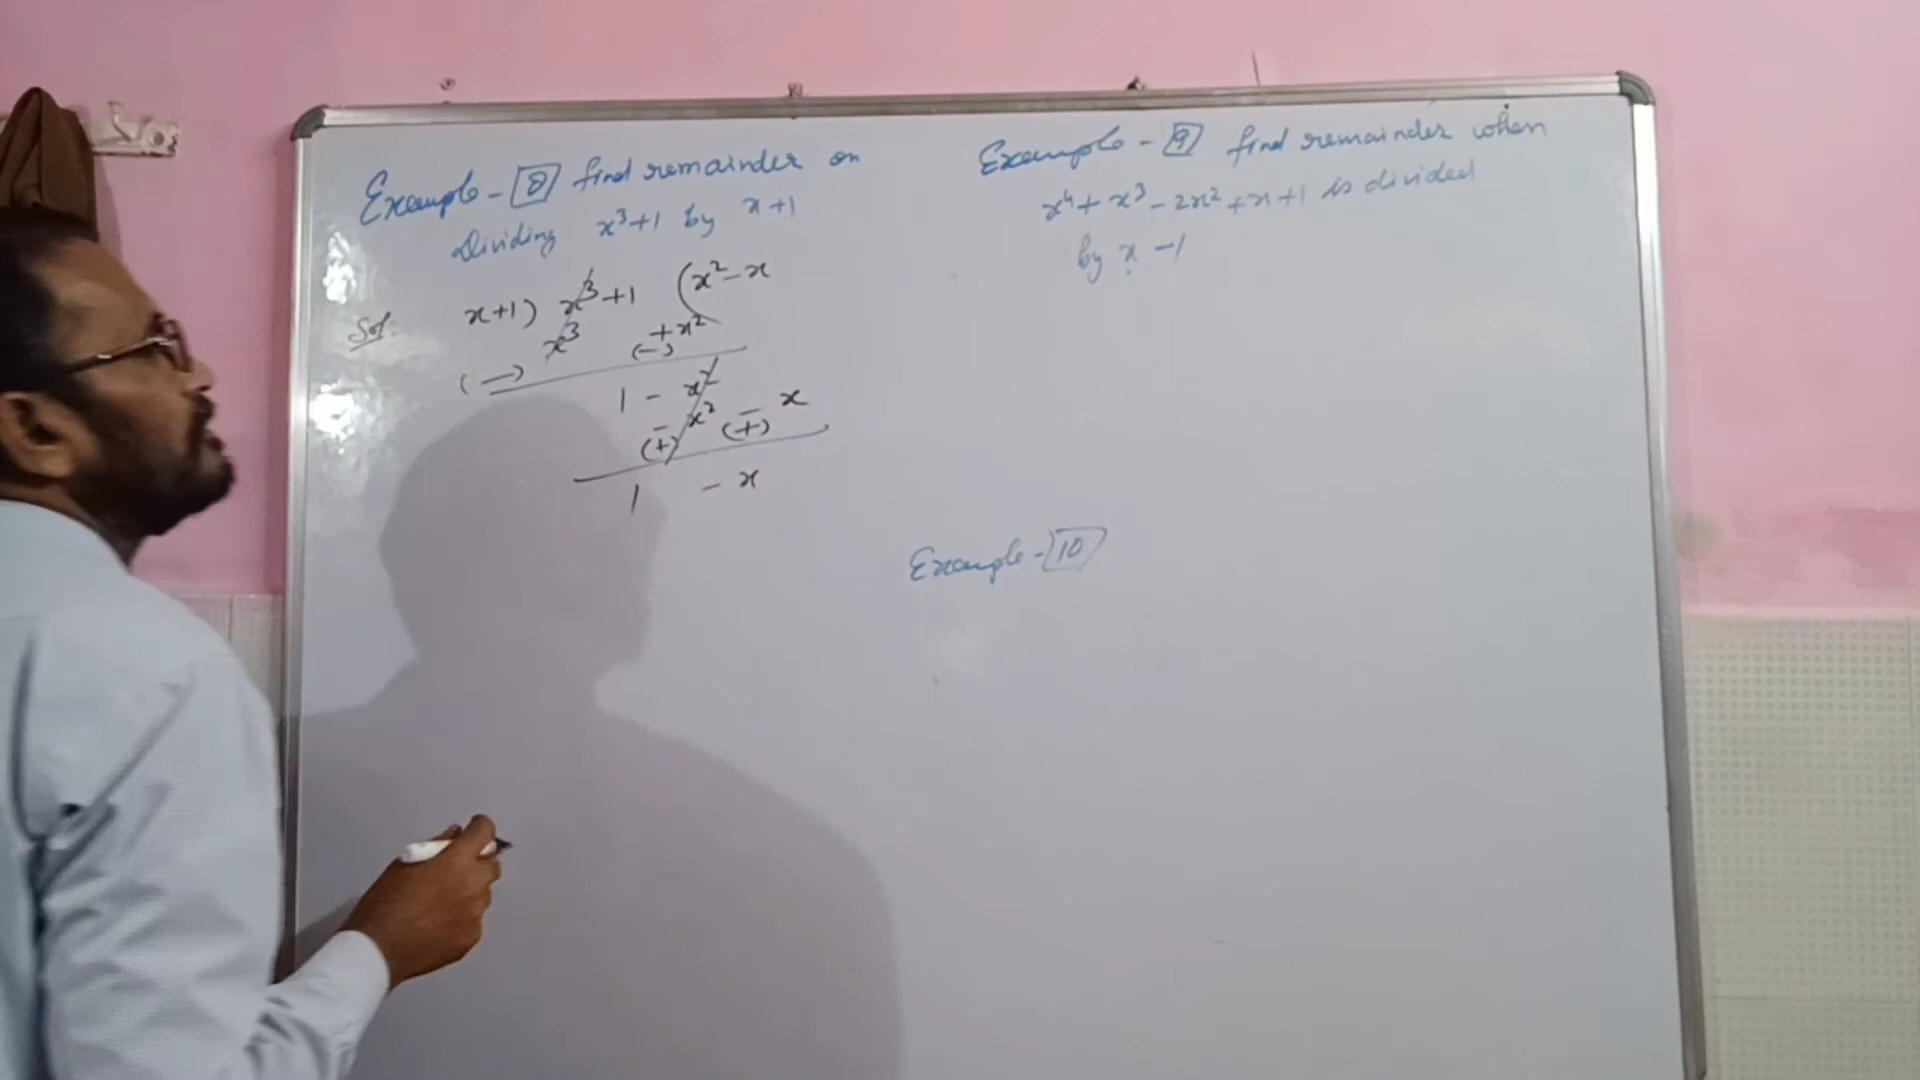 Example - 8 find remainder on
Dividing x³+1 by x+1
Sol. x+1) x³+1 (x²-x
x³ +x²
(-) (-)
1 - x²
- x² - x
(+) (+)
1 - x
Example - 9 find remainder when
x⁴+x³-2x²+x+1 is divided
by x-1
Example - 10